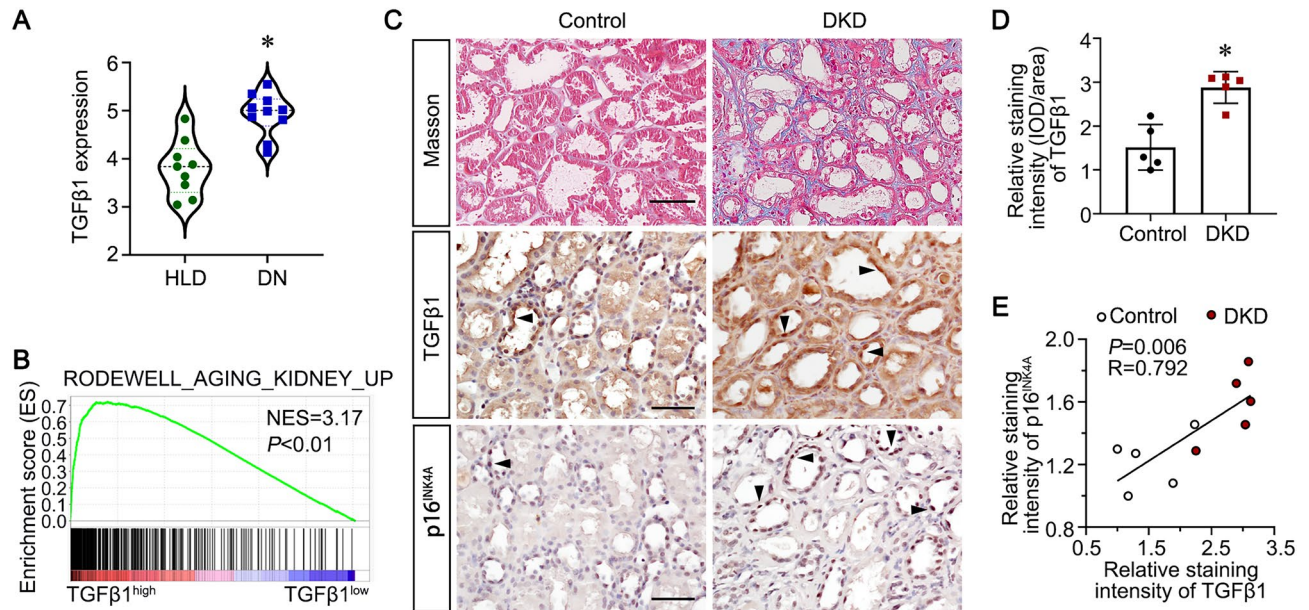 A
TGFβ1 expression
6
5
4
3
2
*
HLD
DN
B
RODEWELL_AGING_KIDNEY_UP
Enrichment score (ES)
0.7
0.6
0.5
0.4
0.3
0.2
0.1
0.0
NES=3.17
P<0.01
TGFβ1high
TGFβ1low
C
Control
DKD
Masson
TGFβ1
p16INK4A
D
Relative staining
intensity (IOD/area)
of TGFβ1
4
3
2
1
0
*
Control
DKD
E
Control
DKD
P=0.006
R=0.792
Relative staining
intensity of p16INK4A
2.0
1.6
1.2
0.8
0.5
1.5
2.5
3.5
Relative staining
intensity of TGFβ1